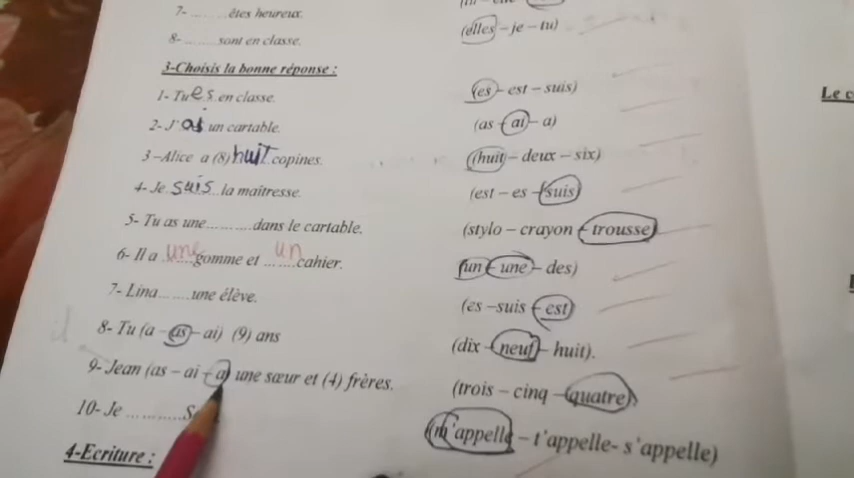 7- ........ êtes heureux.
8- ........ sont en classe. (elles – je – tu)
3-Choisis la bonne réponse :
1- Tu es en classe. (es – est – suis)
2- J' ai un cartable. (as – ai – a)
3 –Alice a (8) huit copines. (huit – deux – six)
4- Je suis la maîtresse. (est – es – suis)
5- Tu as une .......... dans le cartable. (stylo – crayon – trousse)
6- Il a une gomme et un cahier. (un – une – des)
7- Lina ....... une élève. (es –suis – est)
8- Tu (a – as – ai) (9) ans (dix – neuf – huit).
9- Jean (as – ai – a) une sœur et (4) frères. (trois – cinq – quatre).
10- Je ........... (m'appelle – t'appelle- s'appelle)
4-Ecriture :